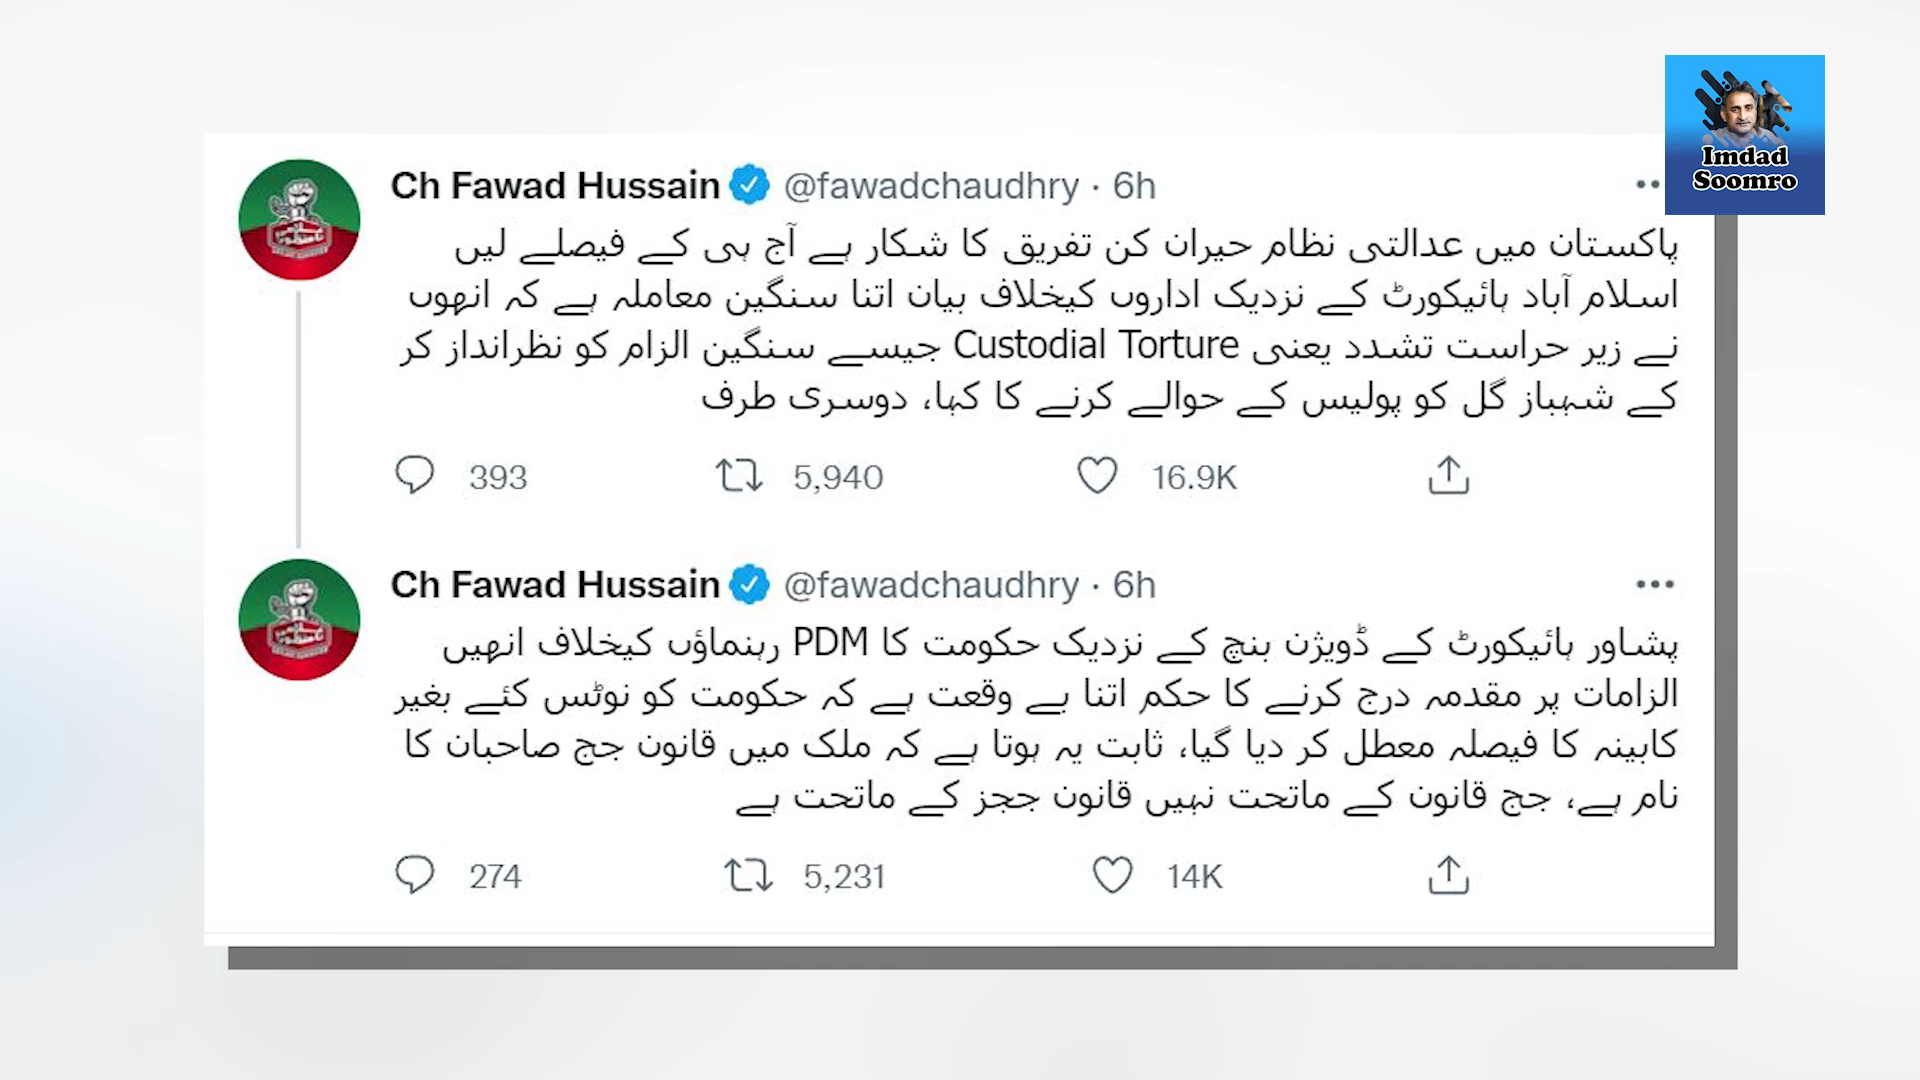 Imdad
Soomro
Ch Fawad Hussain @fawadchaudhry · 6h
پاکستان میں عدالتی نظام حیران کن تفریق کا شکار ہے آج ہی کے فیصلے لیں
اسلام آباد ہائیکورٹ کے نزدیک اداروں کیخلاف بیان اتنا سنگین معاملہ ہے کہ انھوں
نے زیر حراست تشدد یعنی Custodial Torture جیسے سنگین الزام کو نظرانداز کر
کے شہباز گل کو پولیس کے حوالے کرنے کا کہا، دوسری طرف
393 5,940 16.9K
Ch Fawad Hussain @fawadchaudhry · 6h
پشاور ہائیکورٹ کے ڈویژن بنچ کے نزدیک حکومت کا PDM رہنماؤں کیخلاف انھیں
الزامات پر مقدمہ درج کرنے کا حکم اتنا بے وقعت ہے کہ حکومت کو نوٹس کئے بغیر
کابینہ کا فیصلہ معطل کر دیا گیا، ثابت یہ ہوتا ہے کہ ملک میں قانون جج صاحبان کا
نام ہے، جج قانون کے ماتحت نہیں قانون ججز کے ماتحت ہے
274 5,231 14K